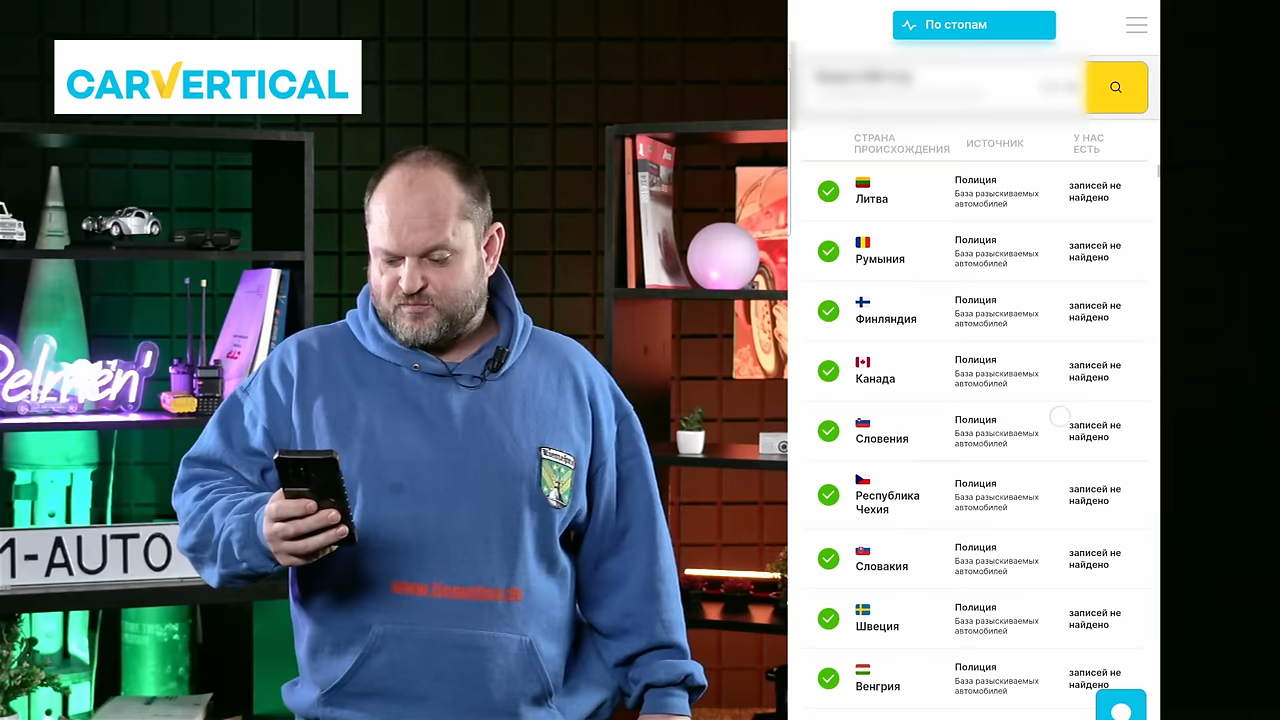 CARVERTICAL
Pelmen'
1-AUTO
По стопам
СТРАНА
ПРОИСХОЖДЕНИЯ
ИСТОЧНИК
У НАС
ЕСТЬ
Литва
Полиция
База разыскиваемых
автомобилей
записей не
найдено
Румыния
Полиция
База разыскиваемых
автомобилей
записей не
найдено
Финляндия
Полиция
База разыскиваемых
автомобилей
записей не
найдено
Канада
Полиция
База разыскиваемых
автомобилей
записей не
найдено
Словения
Полиция
База разыскиваемых
автомобилей
записей не
найдено
Республика
Чехия
Полиция
База разыскиваемых
автомобилей
записей не
найдено
Словакия
Полиция
База разыскиваемых
автомобилей
записей не
найдено
Швеция
Полиция
База разыскиваемых
автомобилей
записей не
найдено
Венгрия
Полиция
База разыскиваемых
автомобилей
записей не
найдено